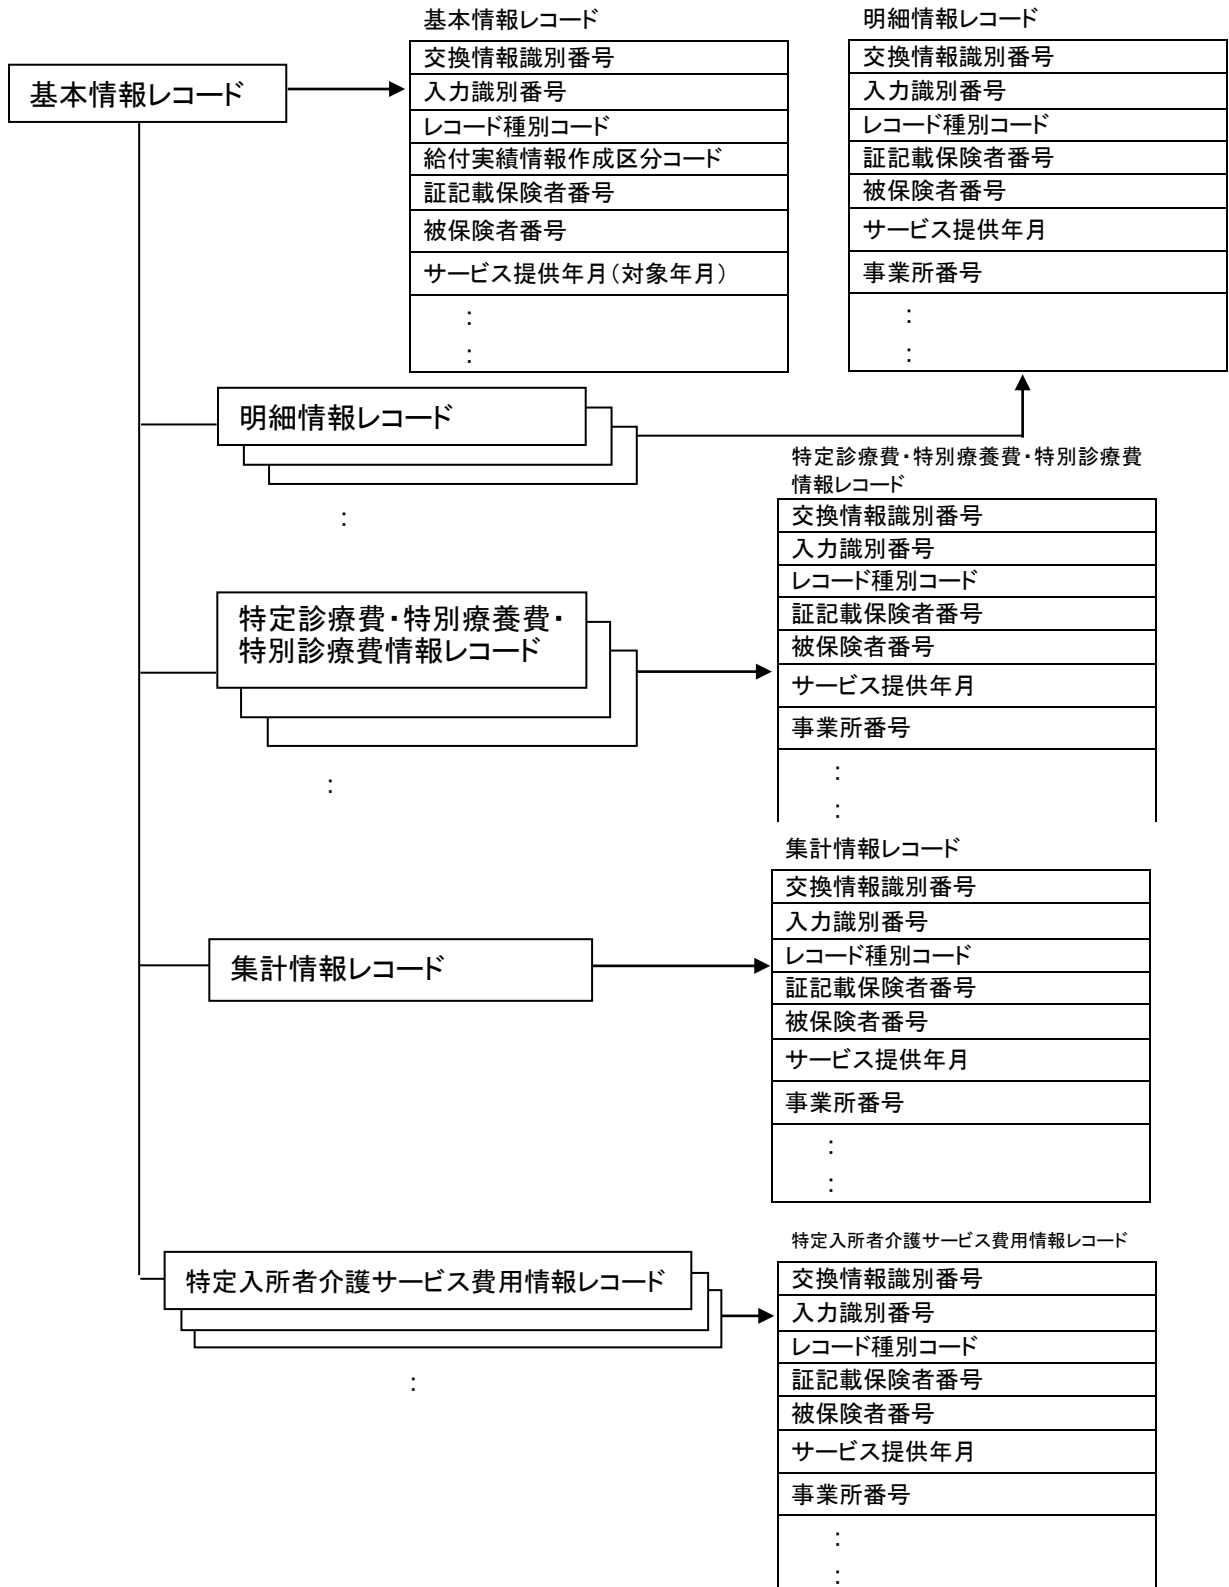 基本情報レコード
基本情報レコード
交換情報識別番号
入力識別番号
レコード種別コード
給付実績情報作成区分コード
証記載保険者番号
被保険者番号
サービス提供年月(対象年月)
:
:
明細情報レコード
交換情報識別番号
入力識別番号
レコード種別コード
証記載保険者番号
被保険者番号
サービス提供年月
事業所番号
:
:
明細情報レコード
:
特定診療費・特別療養費・特別診療費
情報レコード
交換情報識別番号
入力識別番号
レコード種別コード
証記載保険者番号
被保険者番号
サービス提供年月
事業所番号
:
:
特定診療費・特別療養費・
特別診療費情報レコード
:
集計情報レコード
交換情報識別番号
入力識別番号
レコード種別コード
証記載保険者番号
被保険者番号
サービス提供年月
事業所番号
:
:
集計情報レコード
特定入所者介護サービス費用情報レコード
交換情報識別番号
入力識別番号
レコード種別コード
証記載保険者番号
被保険者番号
サービス提供年月
事業所番号
:
:
特定入所者介護サービス費用情報レコード
: